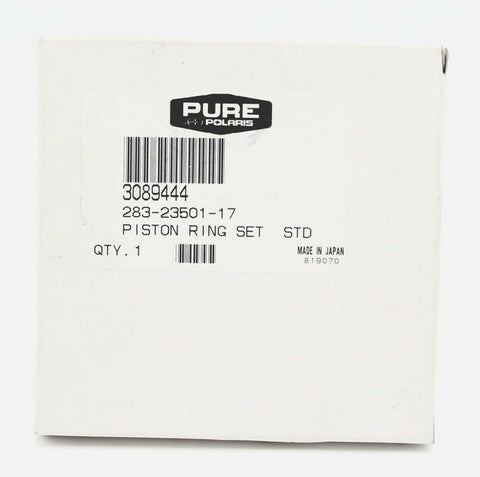 PURE
POLARIS
3089444
283-23501-17
PISTON RING SET STD
QTY. 1
MADE IN JAPAN
819070